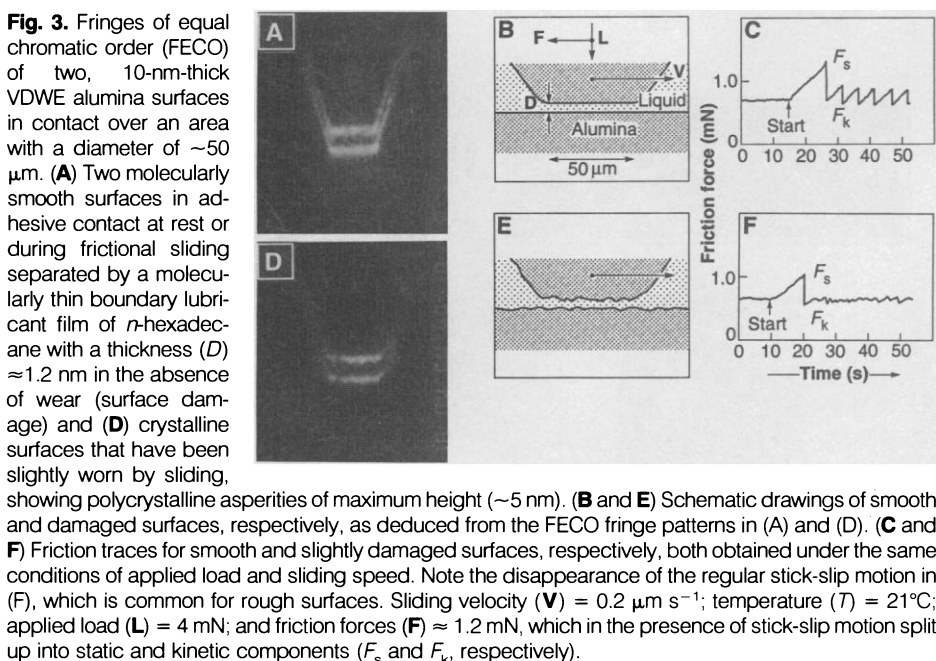 Fig. 3. Fringes of equal
chromatic order (FECO)
of two, 10-nm-thick
VDWE alumina surfaces
in contact over an area
with a diameter of ~50
μm. (A) Two molecularly
smooth surfaces in ad-
hesive contact at rest or
during frictional sliding
separated by a molecu-
larly thin boundary lubri-
cant film of n-hexadec-
ane with a thickness (D)
≈1.2 nm in the absence
of wear (surface dam-
age) and (D) crystalline
surfaces that have been
slightly worn by sliding,
showing polycrystalline asperities of maximum height (~5 nm). (B and E) Schematic drawings of smooth
and damaged surfaces, respectively, as deduced from the FECO fringe patterns in (A) and (D). (C and
F) Friction traces for smooth and slightly damaged surfaces, respectively, both obtained under the same
conditions of applied load and sliding speed. Note the disappearance of the regular stick-slip motion in
(F), which is common for rough surfaces. Sliding velocity (V) = 0.2 μm s⁻¹; temperature (T) = 21°C;
applied load (L) = 4 mN; and friction forces (F) ≈ 1.2 mN, which in the presence of stick-slip motion split
up into static and kinetic components (Fs and Fk, respectively).
A
B
F L
V
D Liquid
Alumina
50 μm
C
Fs
1.0
Start Fk
0
0 10 20 30 40 50
Friction force (mN)
D
E
F
1.0
Fs
Start Fk
0
0 10 20 30 40 50
Time (s)